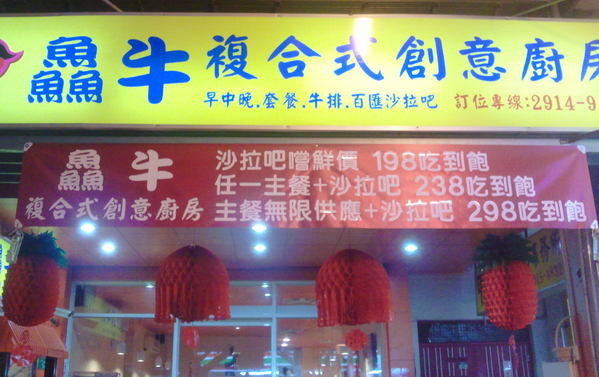 鱻牛 複合式創意廚房
早中晚.套餐.牛排.百匯沙拉吧 訂位專線:2914-9
鱻牛
複合式創意廚房
沙拉吧嚐鮮價 198吃到飽
任一主餐+沙拉吧 238吃到飽
主餐無限供應+沙拉吧 298吃到飽